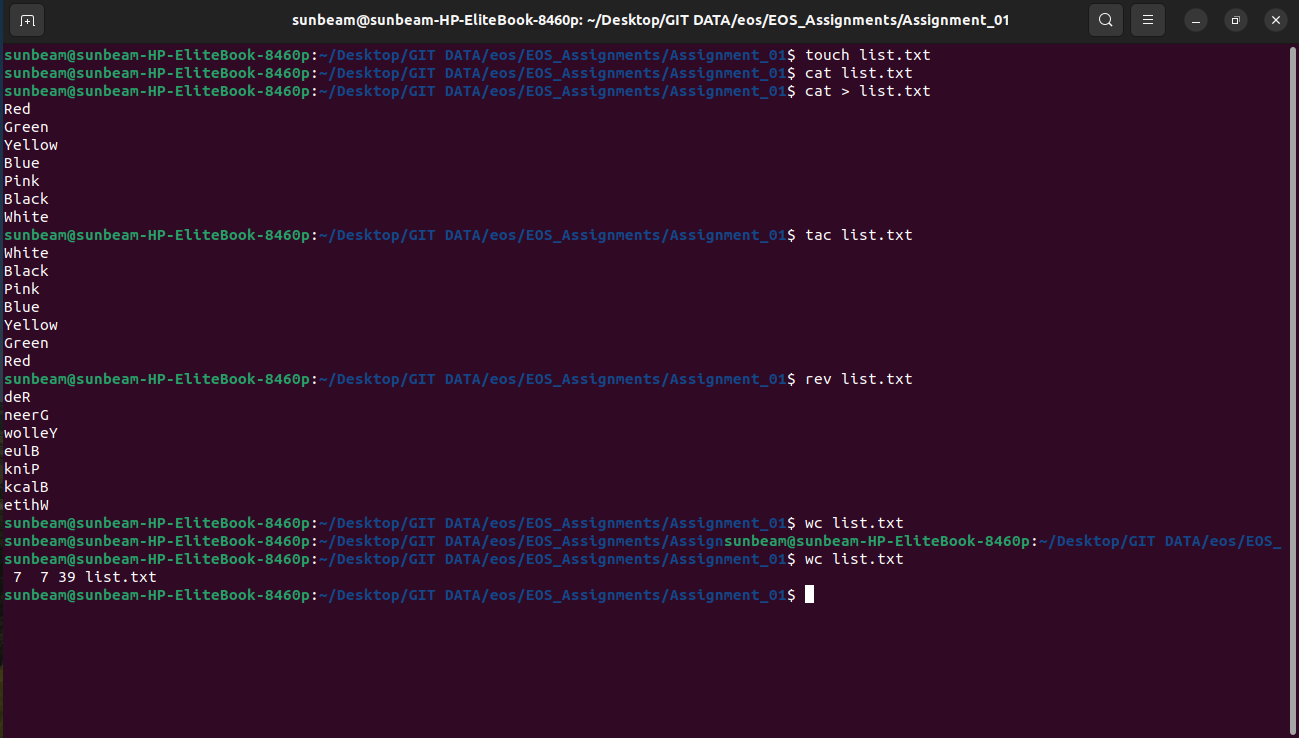 sunbeam@sunbeam-HP-EliteBook-8460p: ~/Desktop/GIT DATA/eos/EOS_Assignments/Assignment_01
sunbeam@sunbeam-HP-EliteBook-8460p:~/Desktop/GIT DATA/eos/EOS_Assignments/Assignment_01$ touch list.txt
sunbeam@sunbeam-HP-EliteBook-8460p:~/Desktop/GIT DATA/eos/EOS_Assignments/Assignment_01$ cat list.txt
sunbeam@sunbeam-HP-EliteBook-8460p:~/Desktop/GIT DATA/eos/EOS_Assignments/Assignment_01$ cat > list.txt
Red
Green
Yellow
Blue
Pink
Black
White
sunbeam@sunbeam-HP-EliteBook-8460p:~/Desktop/GIT DATA/eos/EOS_Assignments/Assignment_01$ tac list.txt
White
Black
Pink
Blue
Yellow
Green
Red
sunbeam@sunbeam-HP-EliteBook-8460p:~/Desktop/GIT DATA/eos/EOS_Assignments/Assignment_01$ rev list.txt
deR
neerG
wolleY
eulB
kniP
kcalB
etihW
sunbeam@sunbeam-HP-EliteBook-8460p:~/Desktop/GIT DATA/eos/EOS_Assignments/Assignment_01$ wc list.txt
sunbeam@sunbeam-HP-EliteBook-8460p:~/Desktop/GIT DATA/eos/EOS_Assignments/Assignsunbeam@sunbeam-HP-EliteBook-8460p:~/Desktop/GIT DATA/eos/EOS_
sunbeam@sunbeam-HP-EliteBook-8460p:~/Desktop/GIT DATA/eos/EOS_Assignments/Assignment_01$ wc list.txt
 7  7 39 list.txt
sunbeam@sunbeam-HP-EliteBook-8460p:~/Desktop/GIT DATA/eos/EOS_Assignments/Assignment_01$